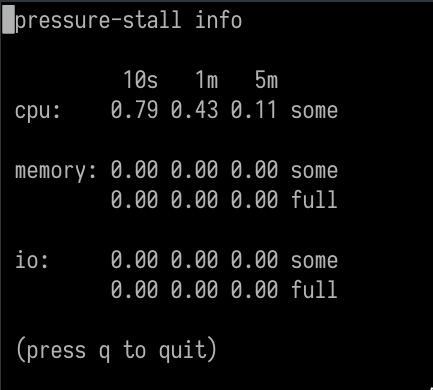 pressure-stall info
10s 1m 5m
cpu: 0.79 0.43 0.11 some
memory: 0.00 0.00 0.00 some
0.00 0.00 0.00 full
io: 0.00 0.00 0.00 some
0.00 0.00 0.00 full
(press q to quit)